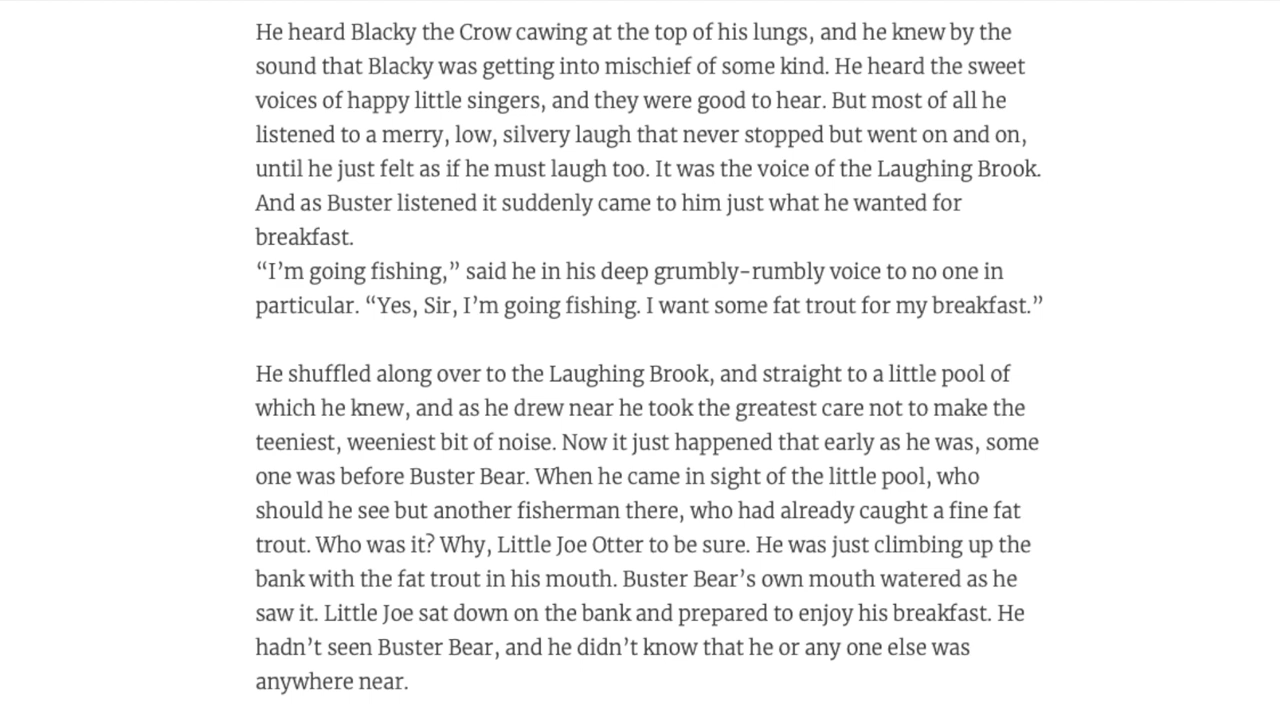 He heard Blacky the Crow cawing at the top of his lungs, and he knew by the
sound that Blacky was getting into mischief of some kind. He heard the sweet
voices of happy little singers, and they were good to hear. But most of all he
listened to a merry, low, silvery laugh that never stopped but went on and on,
until he just felt as if he must laugh too. It was the voice of the Laughing Brook.
And as Buster listened it suddenly came to him just what he wanted for
breakfast.
“I’m going fishing,” said he in his deep grumbly-rumbly voice to no one in
particular. “Yes, Sir, I’m going fishing. I want some fat trout for my breakfast.”
He shuffled along over to the Laughing Brook, and straight to a little pool of
which he knew, and as he drew near he took the greatest care not to make the
teeniest, weeniest bit of noise. Now it just happened that early as he was, some
one was before Buster Bear. When he came in sight of the little pool, who
should he see but another fisherman there, who had already caught a fine fat
trout. Who was it? Why, Little Joe Otter to be sure. He was just climbing up the
bank with the fat trout in his mouth. Buster Bear’s own mouth watered as he
saw it. Little Joe sat down on the bank and prepared to enjoy his breakfast. He
hadn’t seen Buster Bear, and he didn’t know that he or any one else was
anywhere near.